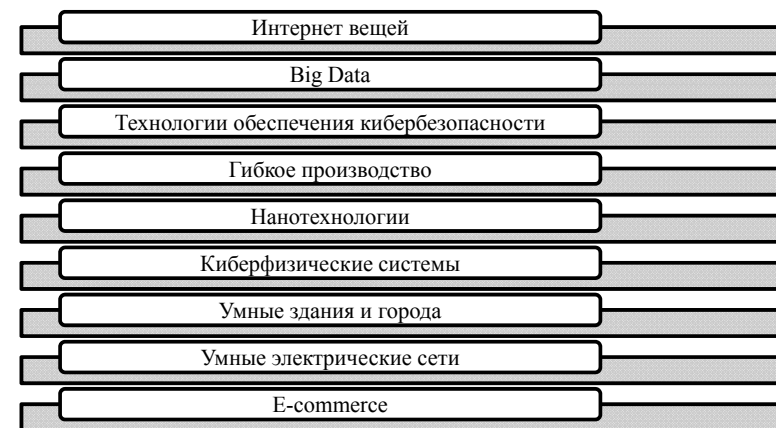 Интернет вещей
Big Data
Технологии обеспечения кибербезопасности
Гибкое производство
Нанотехнологии
Киберфизические системы
Умные здания и города
Умные электрические сети
E-commerce